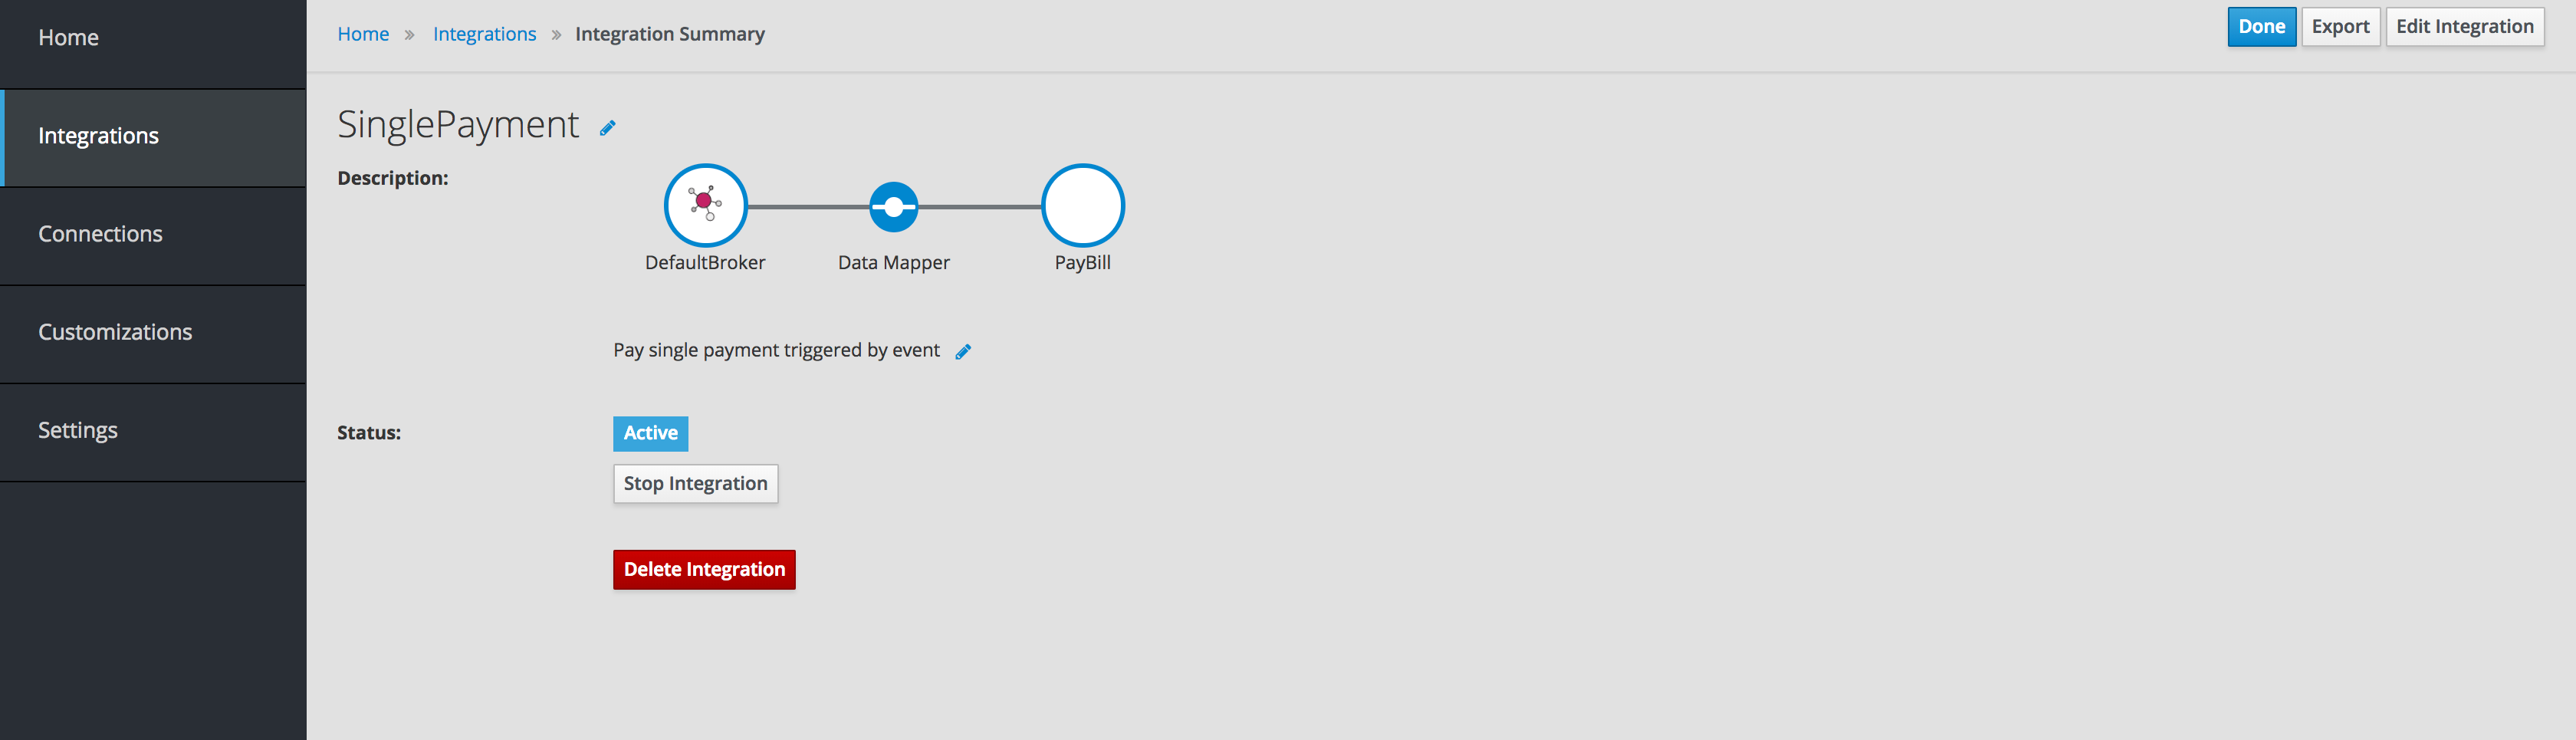 Home
Integrations
Connections
Customizations
Settings
Home » Integrations » Integration Summary
Done Export Edit Integration
SinglePayment
Description:
DefaultBroker Data Mapper PayBill
Pay single payment triggered by event
Status: Active
Stop Integration
Delete Integration